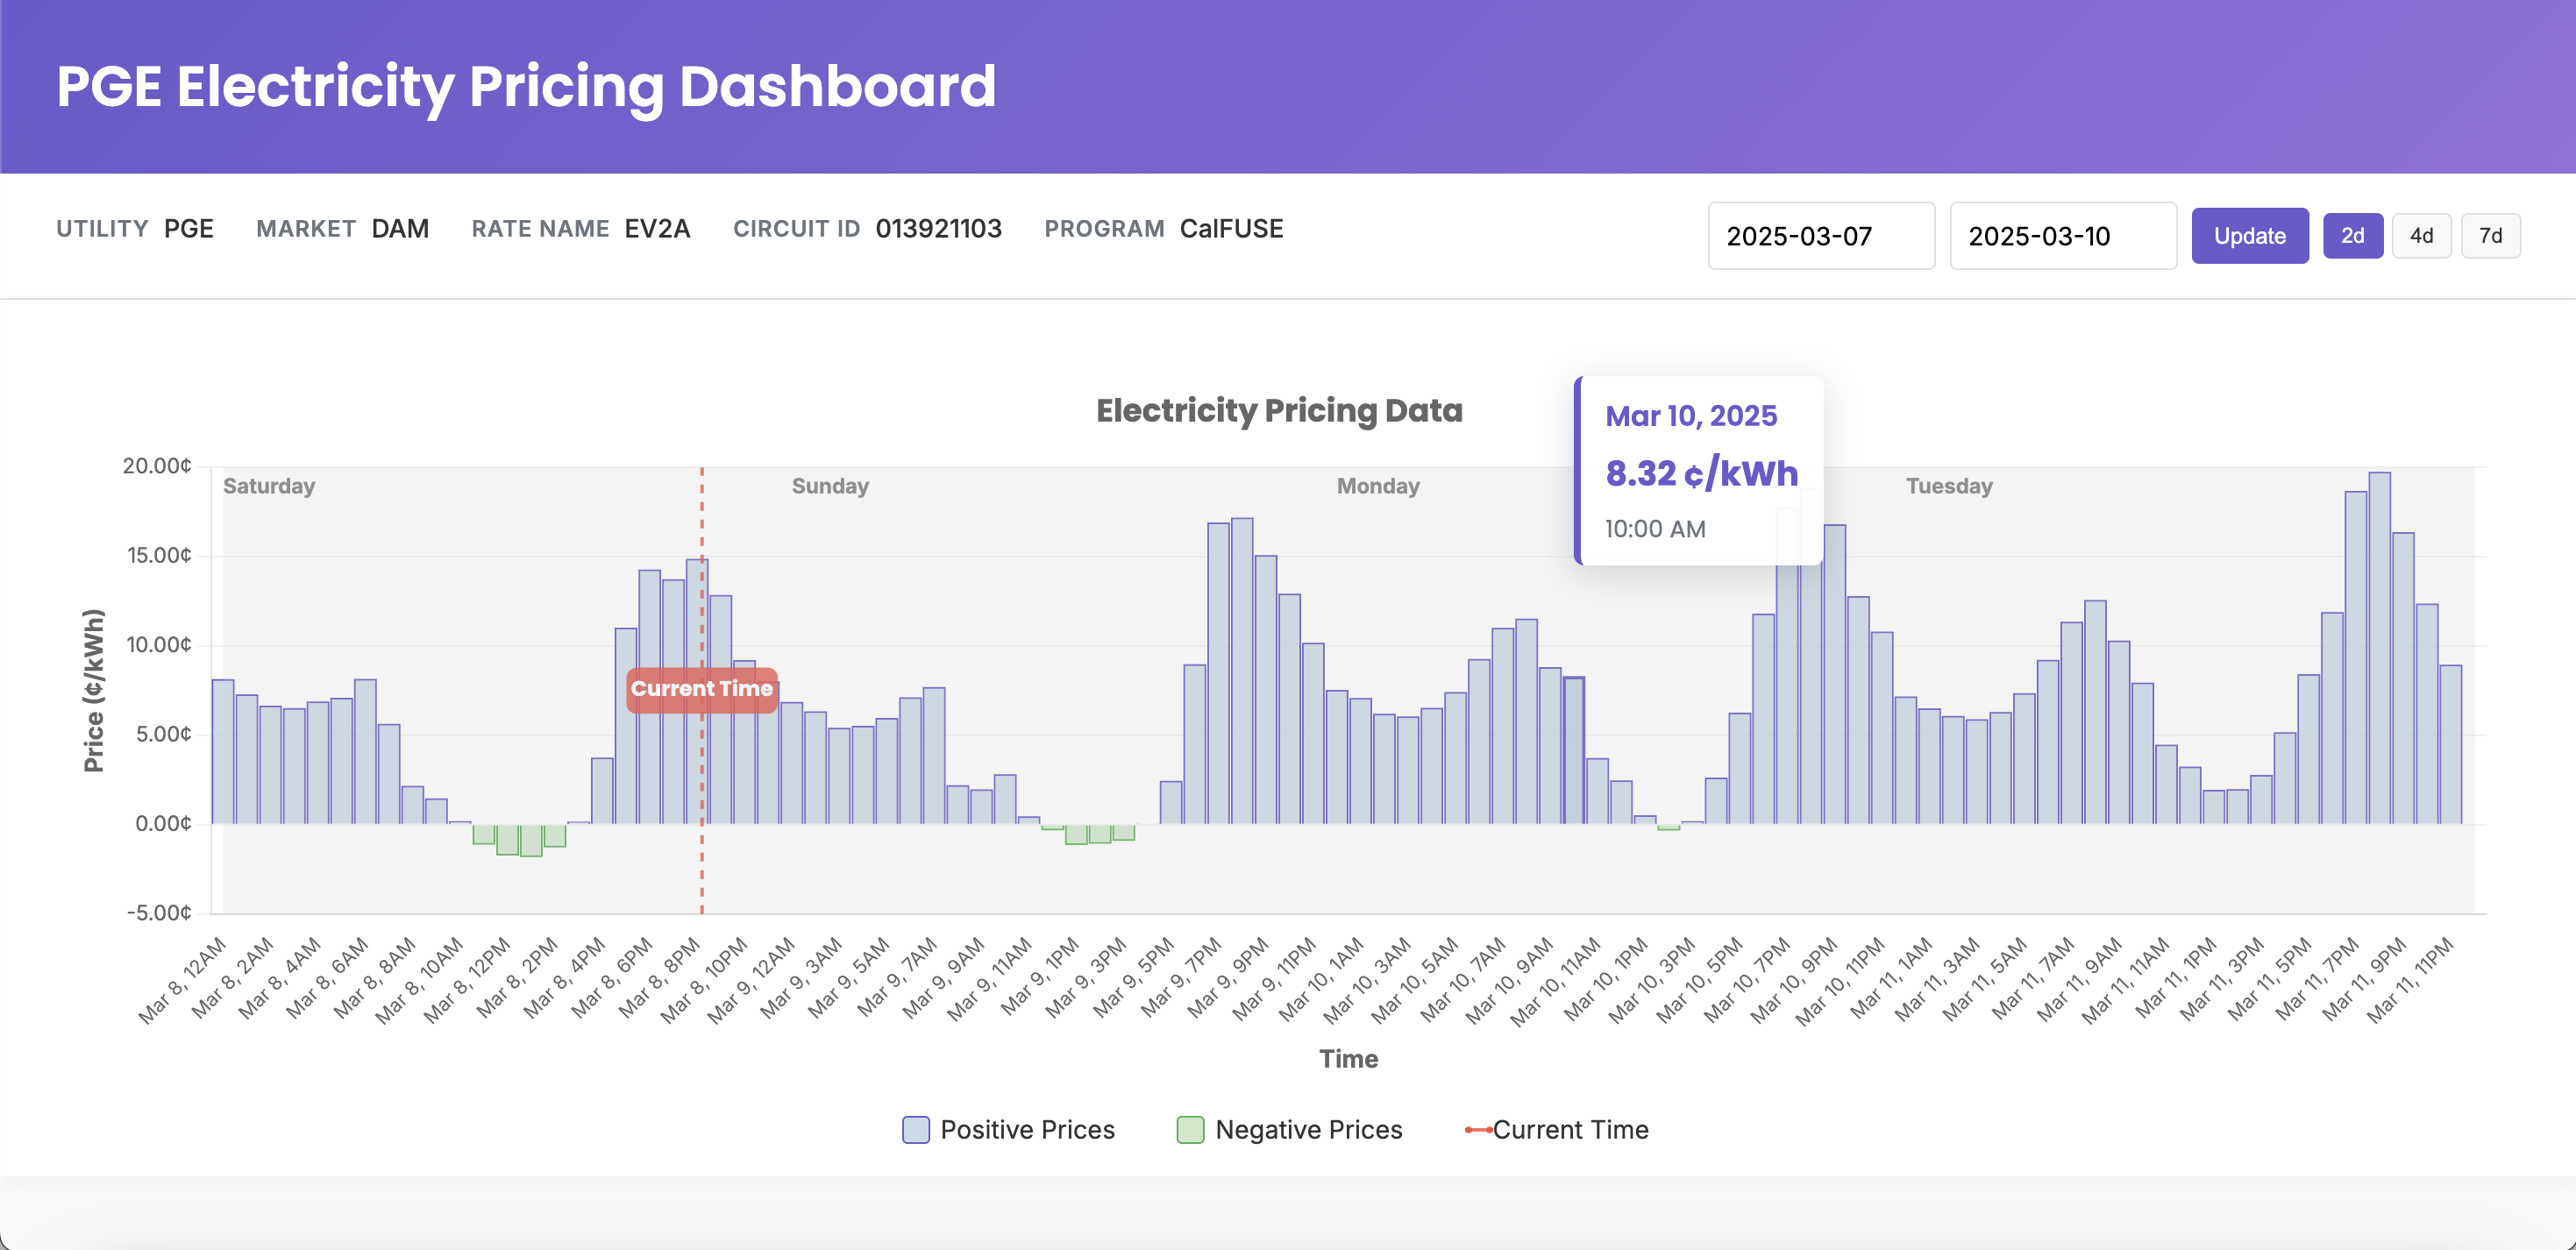 PGE Electricity Pricing Dashboard
UTILITY PGE MARKET DAM RATE NAME EV2A CIRCUIT ID 013921103 PROGRAM CalFUSE
2025-03-07 2025-03-10 Update 2d 4d 7d
Electricity Pricing Data
Mar 10, 2025
8.32 ¢/kWh
10:00 AM
Saturday Sunday Monday Tuesday
20.00¢
15.00¢
10.00¢
5.00¢
0.00¢
-5.00¢
Price (¢/kWh)
Current Time
Mar 8, 12AM
Mar 8, 2AM
Mar 8, 4AM
Mar 8, 6AM
Mar 8, 8AM
Mar 8, 10AM
Mar 8, 12PM
Mar 8, 2PM
Mar 8, 4PM
Mar 8, 6PM
Mar 8, 8PM
Mar 8, 10PM
Mar 9, 12AM
Mar 9, 3AM
Mar 9, 5AM
Mar 9, 7AM
Mar 9, 9AM
Mar 9, 11AM
Mar 9, 1PM
Mar 9, 3PM
Mar 9, 5PM
Mar 9, 7PM
Mar 9, 9PM
Mar 9, 11PM
Mar 10, 1AM
Mar 10, 3AM
Mar 10, 5AM
Mar 10, 7AM
Mar 10, 9AM
Mar 10, 11AM
Mar 10, 1PM
Mar 10, 3PM
Mar 10, 5PM
Mar 10, 7PM
Mar 10, 9PM
Mar 10, 11PM
Mar 11, 1AM
Mar 11, 3AM
Mar 11, 5AM
Mar 11, 7AM
Mar 11, 9AM
Mar 11, 11AM
Mar 11, 1PM
Mar 11, 3PM
Mar 11, 5PM
Mar 11, 7PM
Mar 11, 9PM
Mar 11, 11PM
Time
Positive Prices Negative Prices Current Time